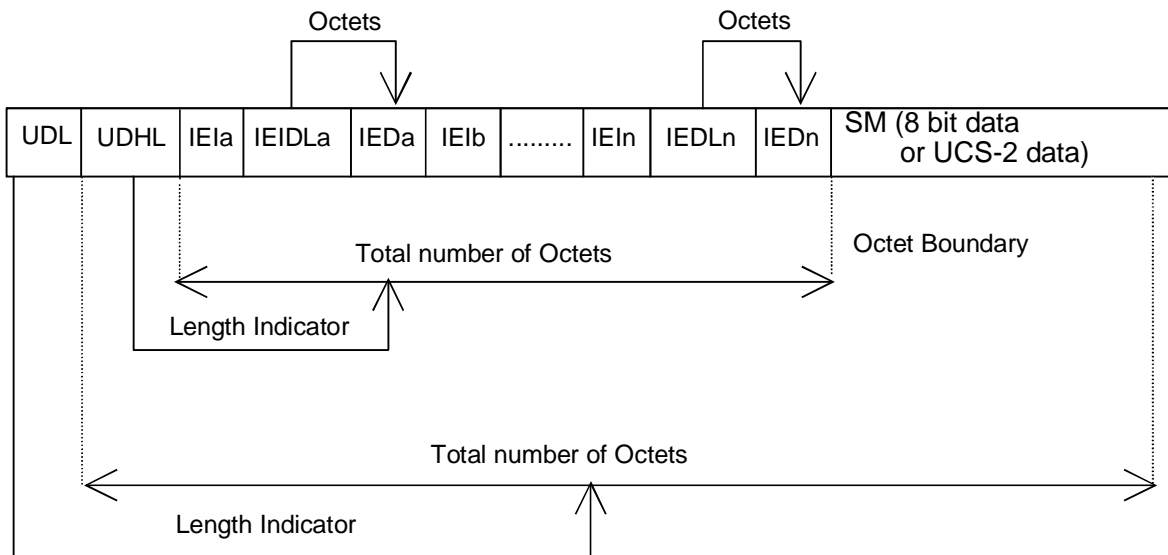 Octets
Octets
UDL UDHL IEIa IEIDLa IEDa IEIb ......... IEIn IEDLn IEDn SM (8 bit data
or UCS-2 data)
Total number of Octets
Octet Boundary
Length Indicator
Total number of Octets
Length Indicator